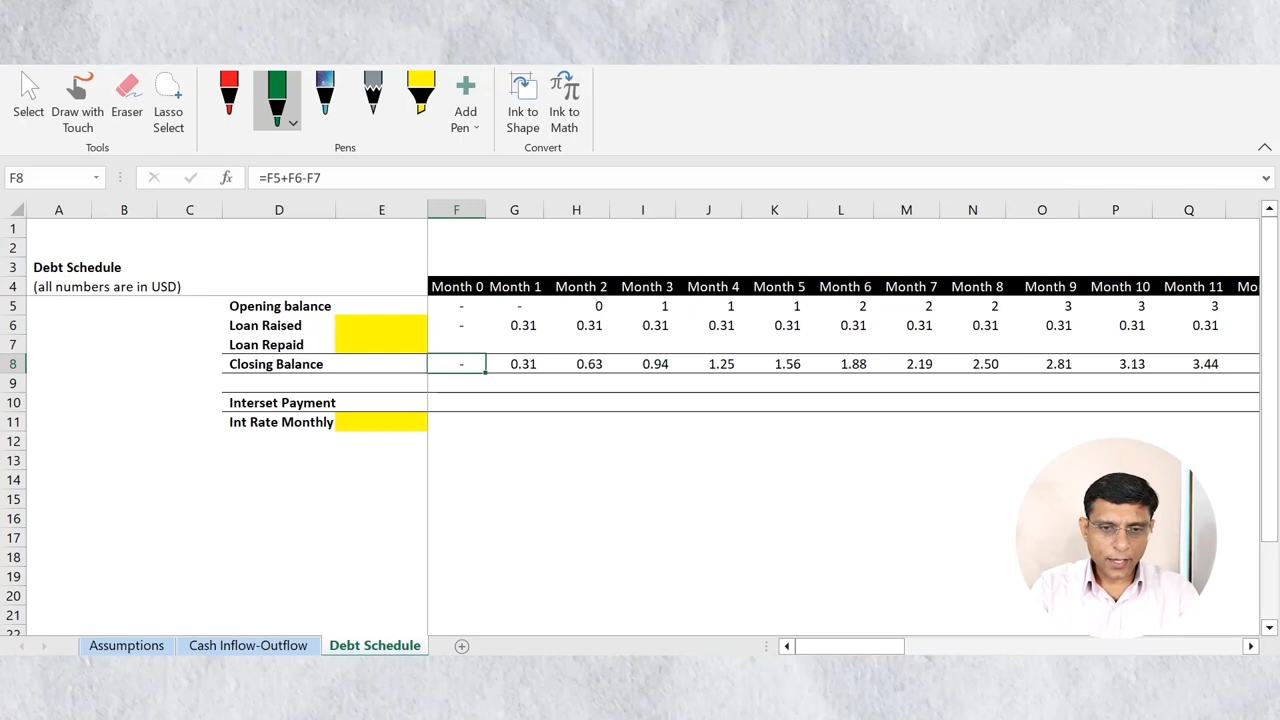 Select Draw with Touch Eraser Lasso Select Add Pen Ink to Shape Ink to Math
Tools Pens Convert
F8 fx =F5+F6-F7
A B C D E F G H I J K L M N O P Q
1
2
3 Debt Schedule
4 (all numbers are in USD) Month 0 Month 1 Month 2 Month 3 Month 4 Month 5 Month 6 Month 7 Month 8 Month 9 Month 10 Month 11 Mo
5 Opening balance - - 0 1 1 1 2 2 2 3 3 3
6 Loan Raised - 0.31 0.31 0.31 0.31 0.31 0.31 0.31 0.31 0.31 0.31 0.31
7 Loan Repaid
8 Closing Balance - 0.31 0.63 0.94 1.25 1.56 1.88 2.19 2.50 2.81 3.13 3.44
9
10 Interset Payment
11 Int Rate Monthly
12
13
14
15
16
17
18
19
20
21
22
Assumptions Cash Inflow-Outflow Debt Schedule